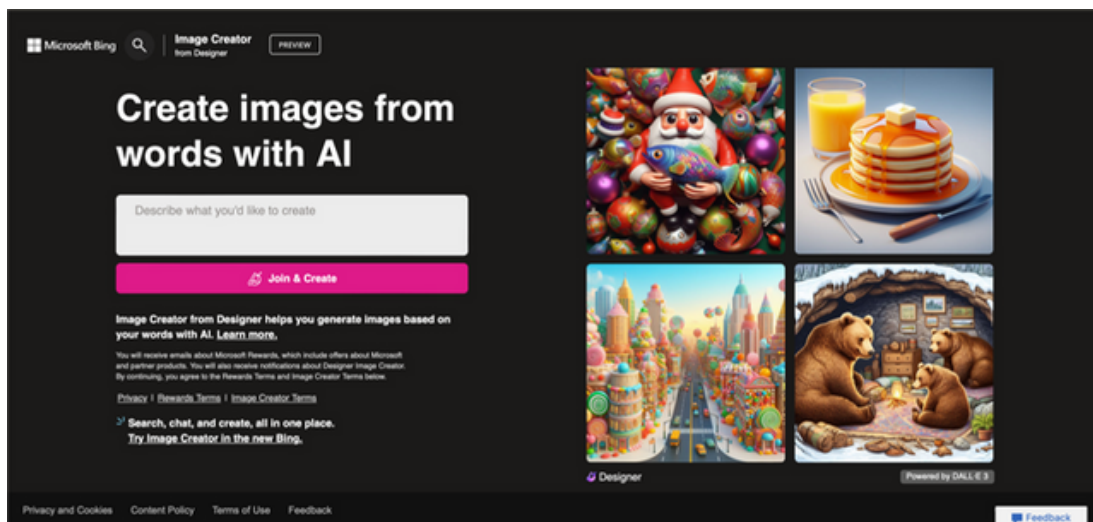 Microsoft Bing
Image Creator
from Designer
PREVIEW
Create images from
words with AI
Describe what you'd like to create
Join & Create
Image Creator from Designer helps you generate images based on
your words with AI. Learn more.
You will receive emails about Microsoft Rewards, which include offers about Microsoft
and partner products. You will also receive notifications about Designer Image Creator.
By continuing, you agree to the Rewards Terms and Image Creator Terms below.
Privacy | Rewards Terms | Image Creator Terms
Search, chat, and create, all in one place.
Try Image Creator in the new Bing.
Designer
Powered by DALL·E 3
Privacy and Cookies Content Policy Terms of Use Feedback
Feedback